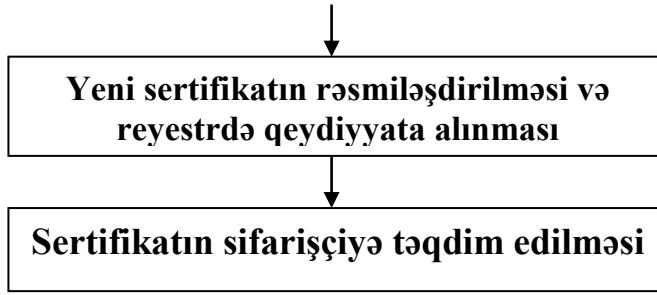 Yeni sertifikatın rəsmiləşdirilməsi və
reyestrdə qeydiyyata alınması
Sertifikatın sifarişçiyə təqdim edilməsi